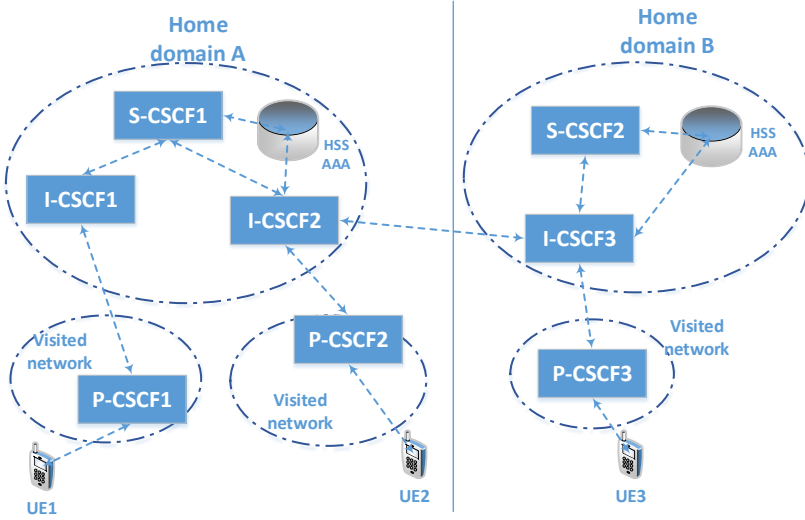 Home
domain A
Home
domain B
S-CSCF1
HSS
AAA
S-CSCF2
HSS
AAA
I-CSCF1
I-CSCF2
I-CSCF3
Visited
network
P-CSCF2
Visited
network
P-CSCF1
Visited
network
P-CSCF3
UE1
UE2
UE3